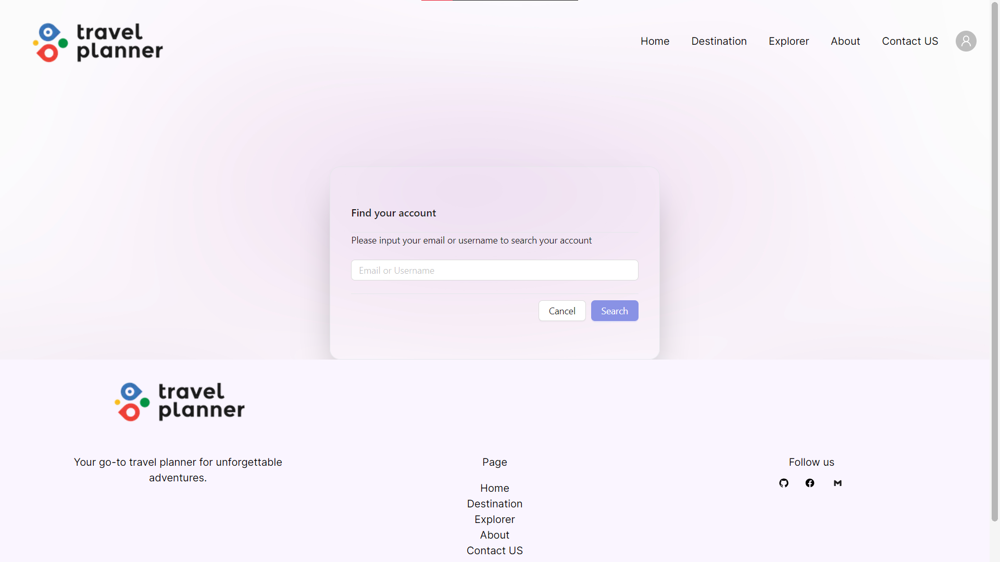 travel
planner
Home
Destination
Explorer
About
Contact US
Find your account
Please input your email or username to search your account
Email or Username
Cancel
Search
travel
planner
Your go-to travel planner for unforgettable
adventures.
Page
Home
Destination
Explorer
About
Contact US
Follow us